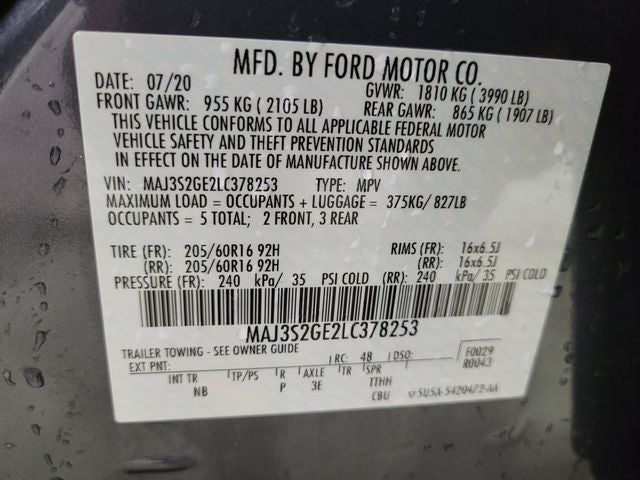 MFD. BY FORD MOTOR CO.
DATE: 07/20 GVWR: 1810 KG ( 3990 LB)
FRONT GAWR: 955 KG ( 2105 LB) REAR GAWR: 865 KG ( 1907 LB)
THIS VEHICLE CONFORMS TO ALL APPLICABLE FEDERAL MOTOR
VEHICLE SAFETY AND THEFT PREVENTION STANDARDS
IN EFFECT ON THE DATE OF MANUFACTURE SHOWN ABOVE.
VIN: MAJ3S2GE2LC378253 TYPE: MPV
MAXIMUM LOAD = OCCUPANTS + LUGGAGE = 375KG/ 827LB
OCCUPANTS = 5 TOTAL; 2 FRONT, 3 REAR
TIRE (FR): 205/60R16 92H RIMS (FR): 16x6.5J
(RR): 205/60R16 92H (RR): 16x6.5J
PRESSURE (FR): 240 kPa/ 35 PSI COLD (RR): 240 kPa/ 35 PSI COLD
MAJ3S2GE2LC378253
TRAILER TOWING - SEE OWNER GUIDE
EXT PNT: RC: 48 DSO: F0029
R0043
INT TR TP/PS R AXLE TR SPR
NB P 3E TTHH
CBU 5U5A-5420472-AA